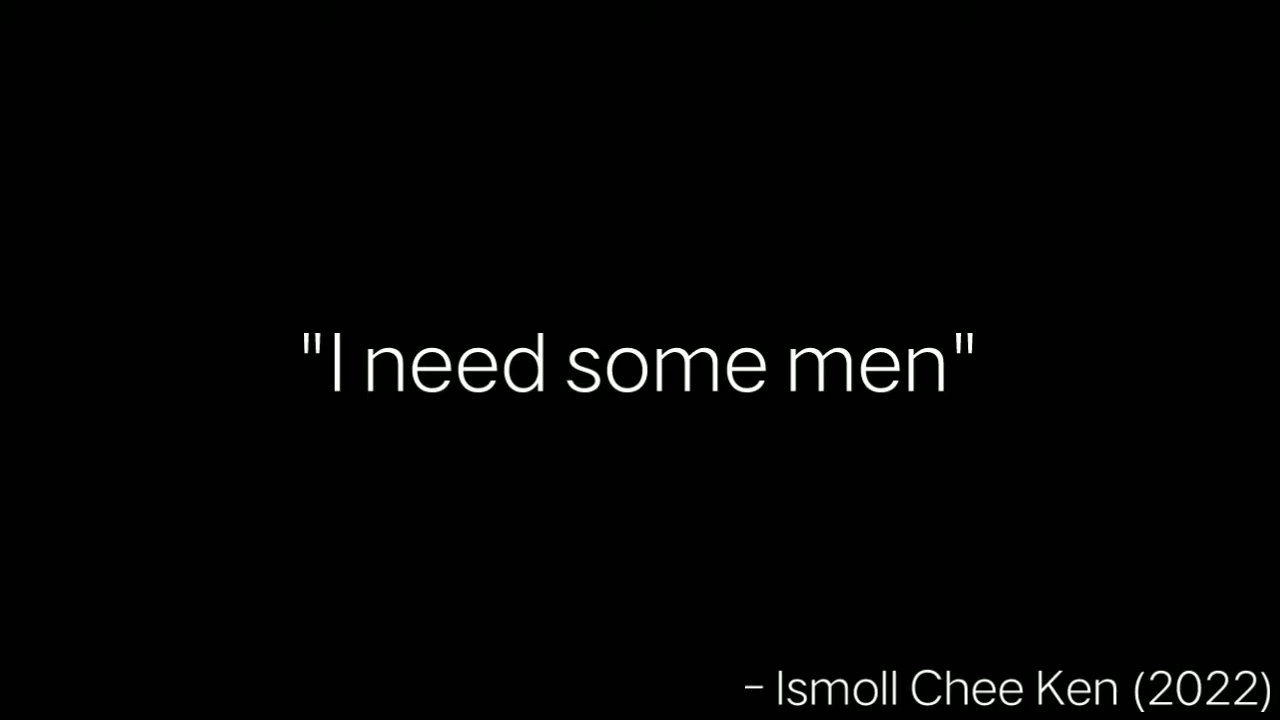 "I need some men"
– Ismoll Chee Ken (2022)